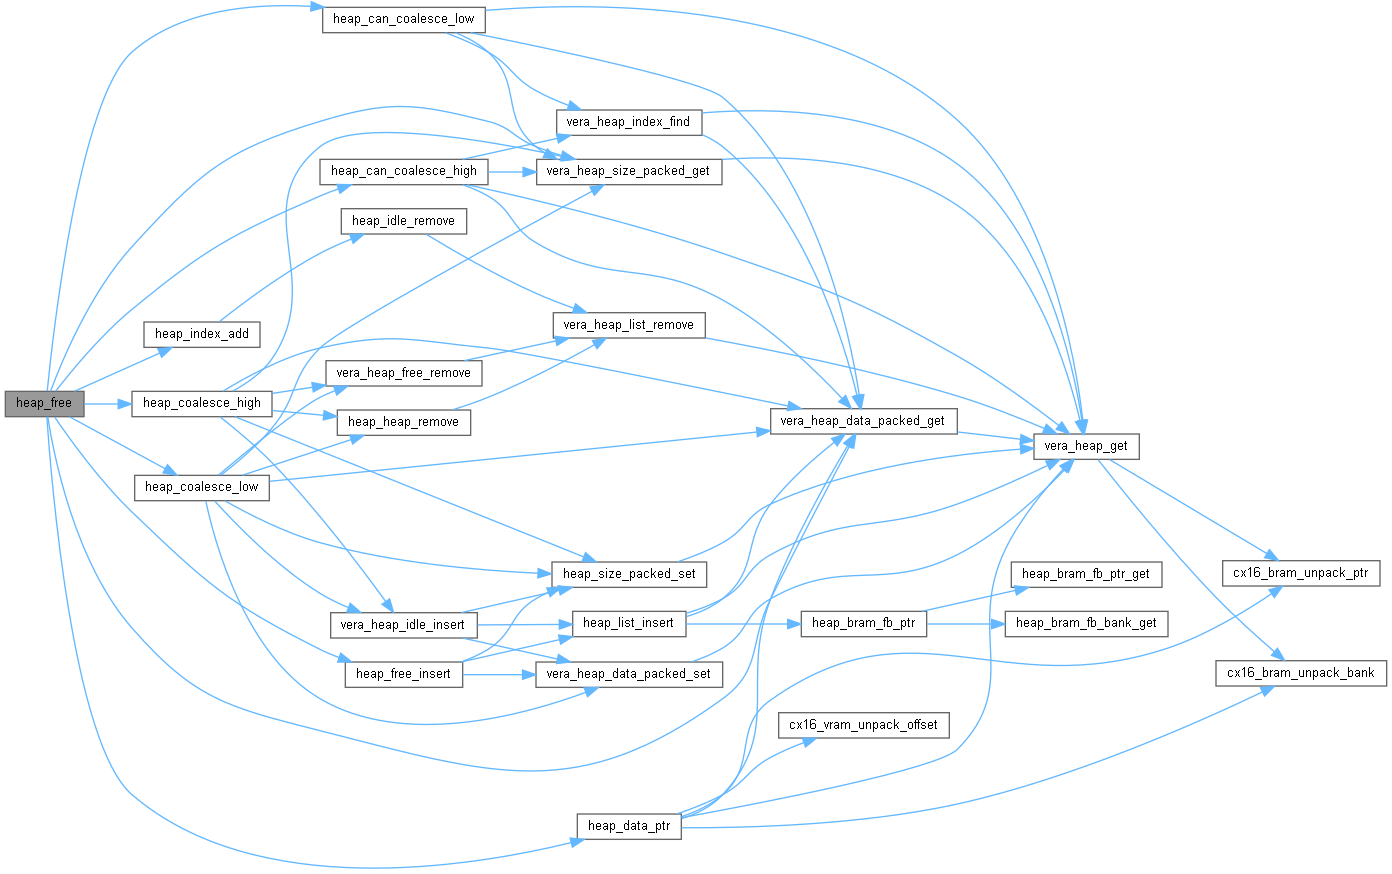 heap_can_coalesce_low
vera_heap_index_find
heap_can_coalesce_high
vera_heap_size_packed_get
heap_idle_remove
heap_index_add
vera_heap_list_remove
vera_heap_free_remove
heap_free
heap_coalesce_high
heap_heap_remove
vera_heap_data_packed_get
vera_heap_get
heap_coalesce_low
heap_size_packed_set
heap_bram_fb_ptr_get
cx16_bram_unpack_ptr
vera_heap_idle_insert
heap_list_insert
heap_bram_fb_ptr
heap_bram_fb_bank_get
heap_free_insert
vera_heap_data_packed_set
cx16_bram_unpack_bank
cx16_vram_unpack_offset
heap_data_ptr